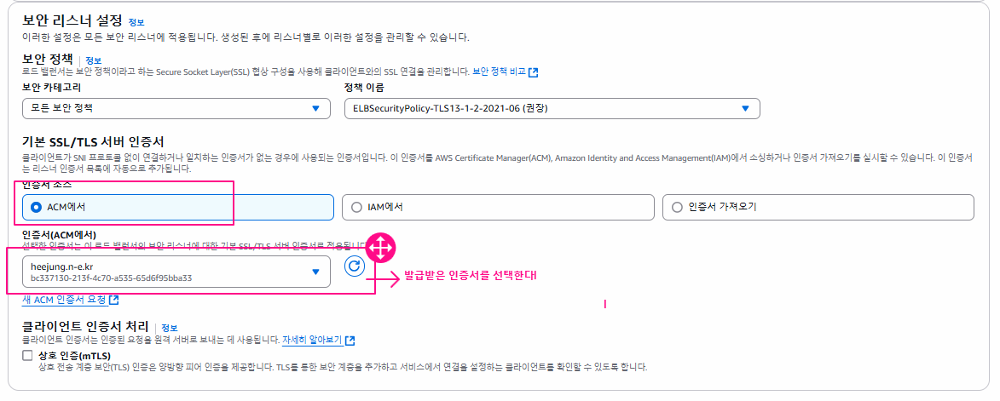 보안 리스너 설정 정보
이러한 설정은 모든 보안 리스너에 적용됩니다. 생성된 후에 리스너별로 이러한 설정을 관리할 수 있습니다.
보안 정책 | 정보
로드 밸런서는 보안 정책이라고 하는 Secure Socket Layer(SSL) 협상 구성을 사용해 클라이언트와의 SSL 연결을 관리합니다. 보안 정책 비교
보안 카테고리 정책 이름
모든 보안 정책 ELBSecurityPolicy-TLS13-1-2-2021-06 (권장)
기본 SSL/TLS 서버 인증서
클라이언트가 SNI 프로토콜 없이 연결하거나 일치하는 인증서가 없는 경우에 사용되는 인증서입니다. 이 인증서를 AWS Certificate Manager(ACM), Amazon Identity and Access Management(IAM)에서 소싱하거나 인증서 가져오기를 실시할 수 있습니다. 이 인증서
는 리스너 인증서 목록에 자동으로 추가됩니다.
인증서 소스
ACM에서 IAM에서 인증서 가져오기
인증서(ACM에서)
선택한 인증서는 이 로드 밸런서의 보안 리스너에 대한 기본 SSL/TLS 서버 인증서로 적용됩니다
heejung.n-e.kr
bc337130-213f-4c70-a535-65d6f95bba33
발급받은 인증서를 선택한다
새 ACM 인증서 요청
클라이언트 인증서 처리 | 정보
클라이언트 인증서는 인증된 요청을 원격 서버로 보내는 데 사용됩니다. 자세히 알아보기
상호 인증(mTLS)
상호 전송 계층 보안(TLS) 인증은 양방향 피어 인증을 제공합니다. TLS를 통한 보안 계층을 추가하고 서비스에서 연결을 설정하는 클라이언트를 확인할 수 있도록 합니다.